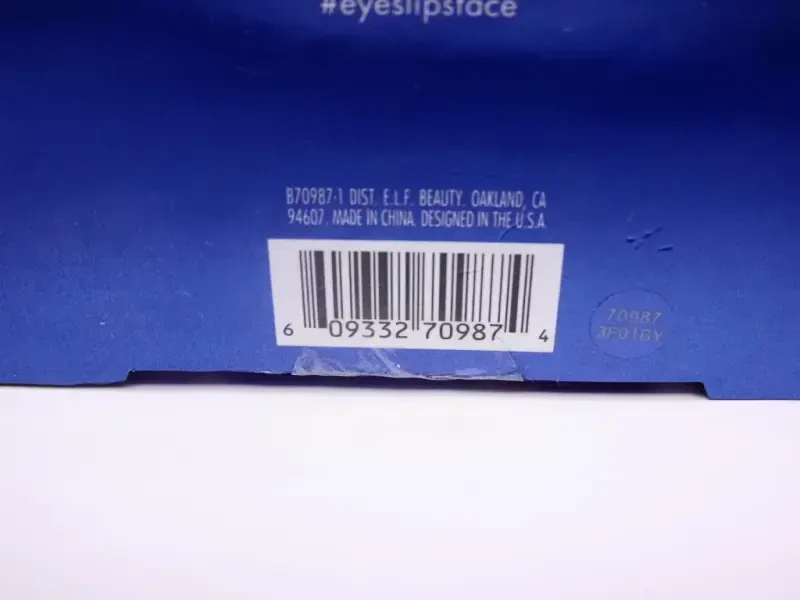 #eyeslipsface
B70987-1 DIST. E.L.F. BEAUTY. OAKLAND, CA
94607. MADE IN CHINA. DESIGNED IN THE U.S.A.
6 09332 70987 4
70987
3F01BY